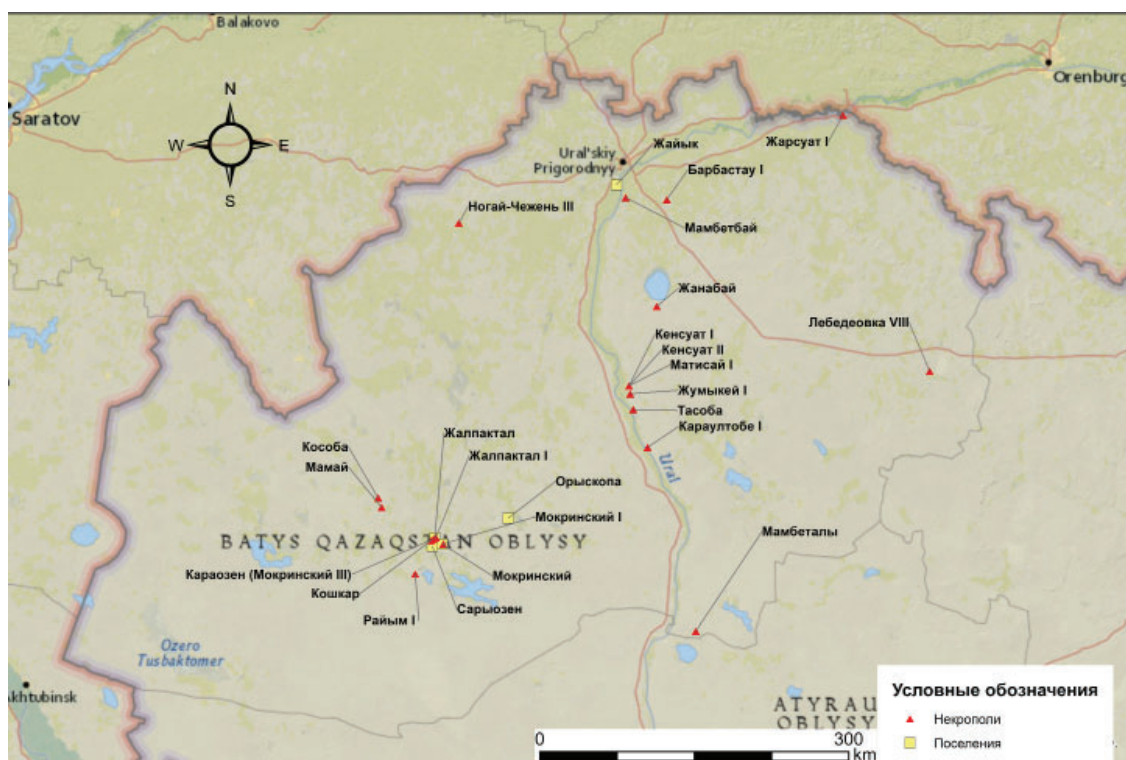 Balakovo
Saratov
Orenburg
N
W
E
S
Ural'skiy
Prigorodnyy
Жайык
Жарсуат I
Барбастау I
Ногай-Чежень III
Мамбетбай
Жанабай
Лебедеовка VIII
Кенсуат I
Кенсуат II
Матисай I
Жумыкей I
Тасоба
Караултобе I
Ural
Жалпактал
Кособа
Жалпактал I
Мамай
Орыскопа
Мокринский I
BATYS QAZAQSTAN OBLYSY
Мамбеталы
Караозен (Мокринский III)
Мокринский
Кошкар
Сарыозен
Райым I
Ozero
Tusbaktomer
Akhtubinsk
ATYRAU
OBLYSY
Условные обозначения
Некрополи
Поселения
0
300
km